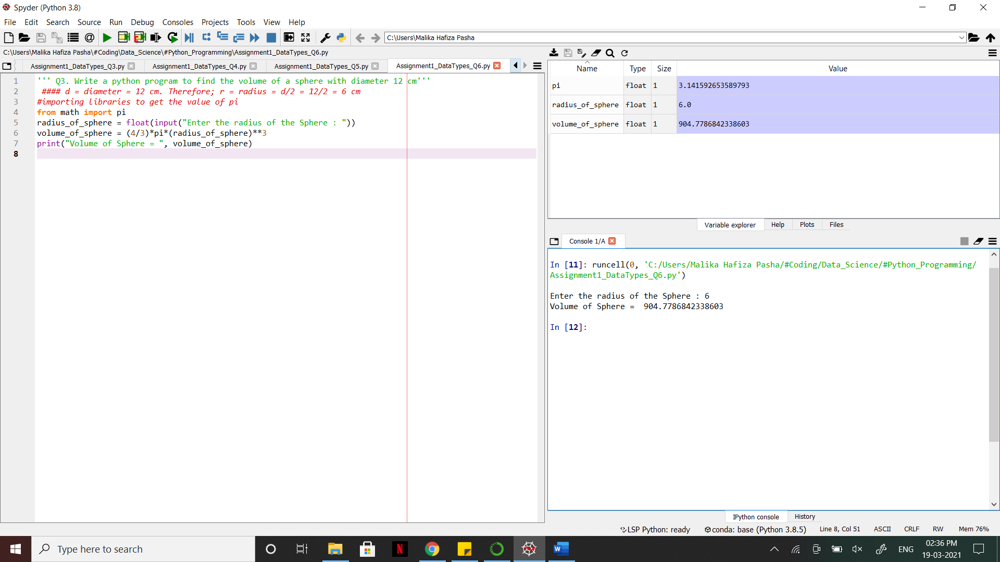 Spyder (Python 3.8)
File Edit Search Source Run Debug Consoles Projects Tools View Help
C:\Users\Malika Hafiza Pasha
C:\Users\Malika Hafiza Pasha\#Coding\Data_Science\#Python_Programming\Assignment1_DataTypes_Q6.py
Assignment1_DataTypes_Q3.py Assignment1_DataTypes_Q4.py Assignment1_DataTypes_Q5.py Assignment1_DataTypes_Q6.py
1 ''' Q3. Write a python program to find the volume of a sphere with diameter 12 cm'''
2 #### d = diameter = 12 cm. Therefore; r = radius = d/2 = 12/2 = 6 cm
3 #importing libraries to get the value of pi
4 from math import pi
5 radius_of_sphere = float(input("Enter the radius of the Sphere : "))
6 volume_of_sphere = (4/3)*pi*(radius_of_sphere)**3
7 print("Volume of Sphere = ", volume_of_sphere)
8
Name Type Size Value
pi float 1 3.141592653589793
radius_of_sphere float 1 6.0
volume_of_sphere float 1 904.7786842338603
Variable explorer Help Plots Files
Console 1/A
In [11]: runcell(0, 'C:/Users/Malika Hafiza Pasha/#Coding/Data_Science/#Python_Programming/
Assignment1_DataTypes_Q6.py')
Enter the radius of the Sphere : 6
Volume of Sphere =  904.7786842338603
In [12]:
IPython console History
LSP Python: ready conda: base (Python 3.8.5) Line 8, Col 51 ASCII CRLF RW Mem 76%
Type here to search
N
W
ENG
02:36 PM
19-03-2021